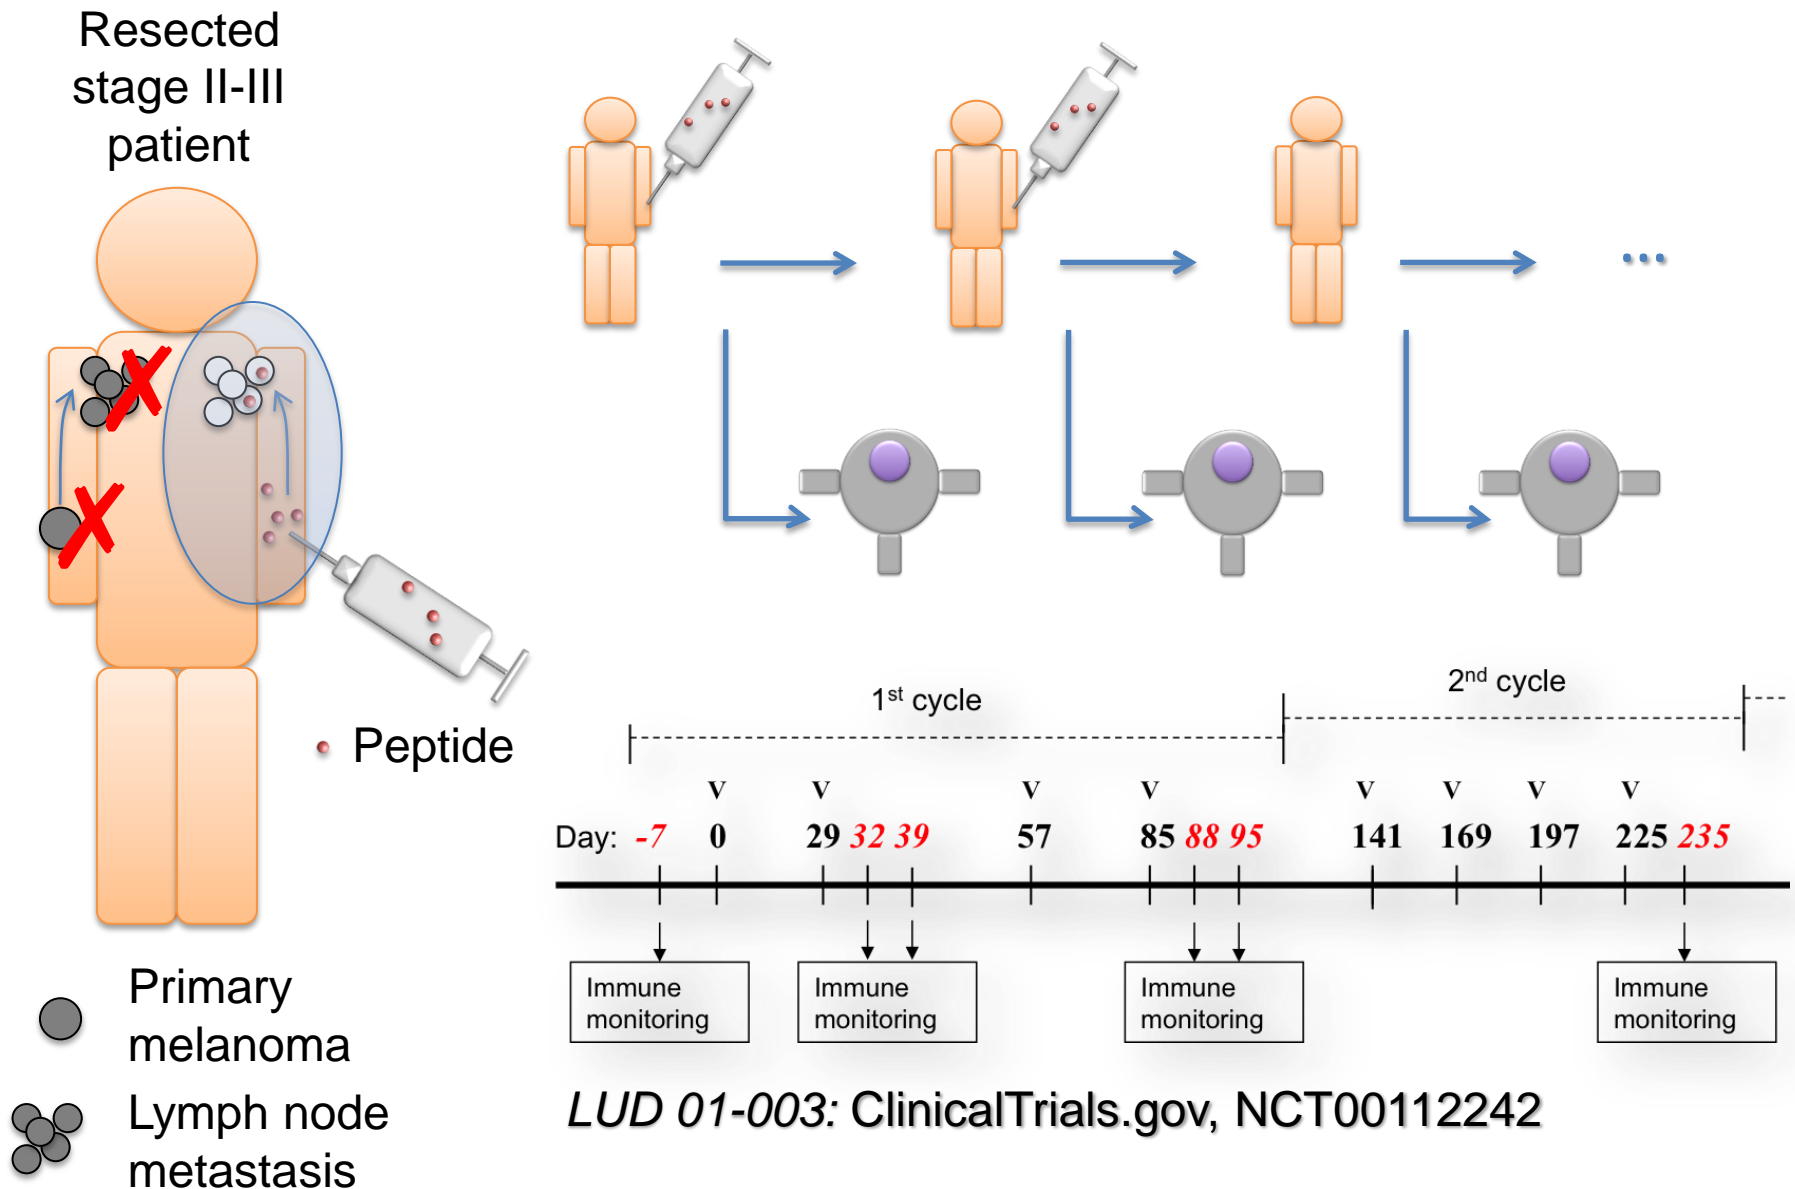 Resected
stage II-III
patient
Peptide
Primary
melanoma
Lymph node
metastasis
...
1st cycle
2nd cycle
V V V V V V V V
Day: -7 0 29 32 39 57 85 88 95 141 169 197 225 235
Immune
monitoring
Immune
monitoring
Immune
monitoring
Immune
monitoring
LUD 01-003: ClinicalTrials.gov, NCT00112242